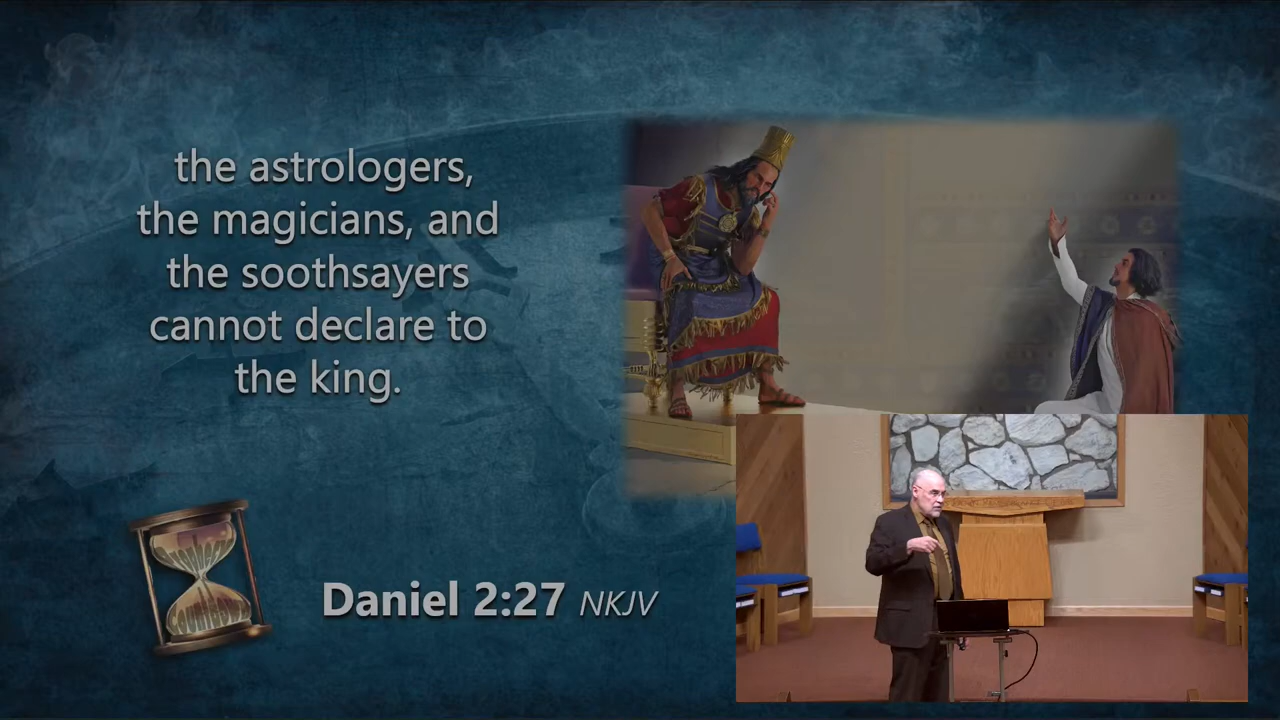 the astrologers,
the magicians, and
the soothsayers
cannot declare to
the king.
Daniel 2:27 NKJV